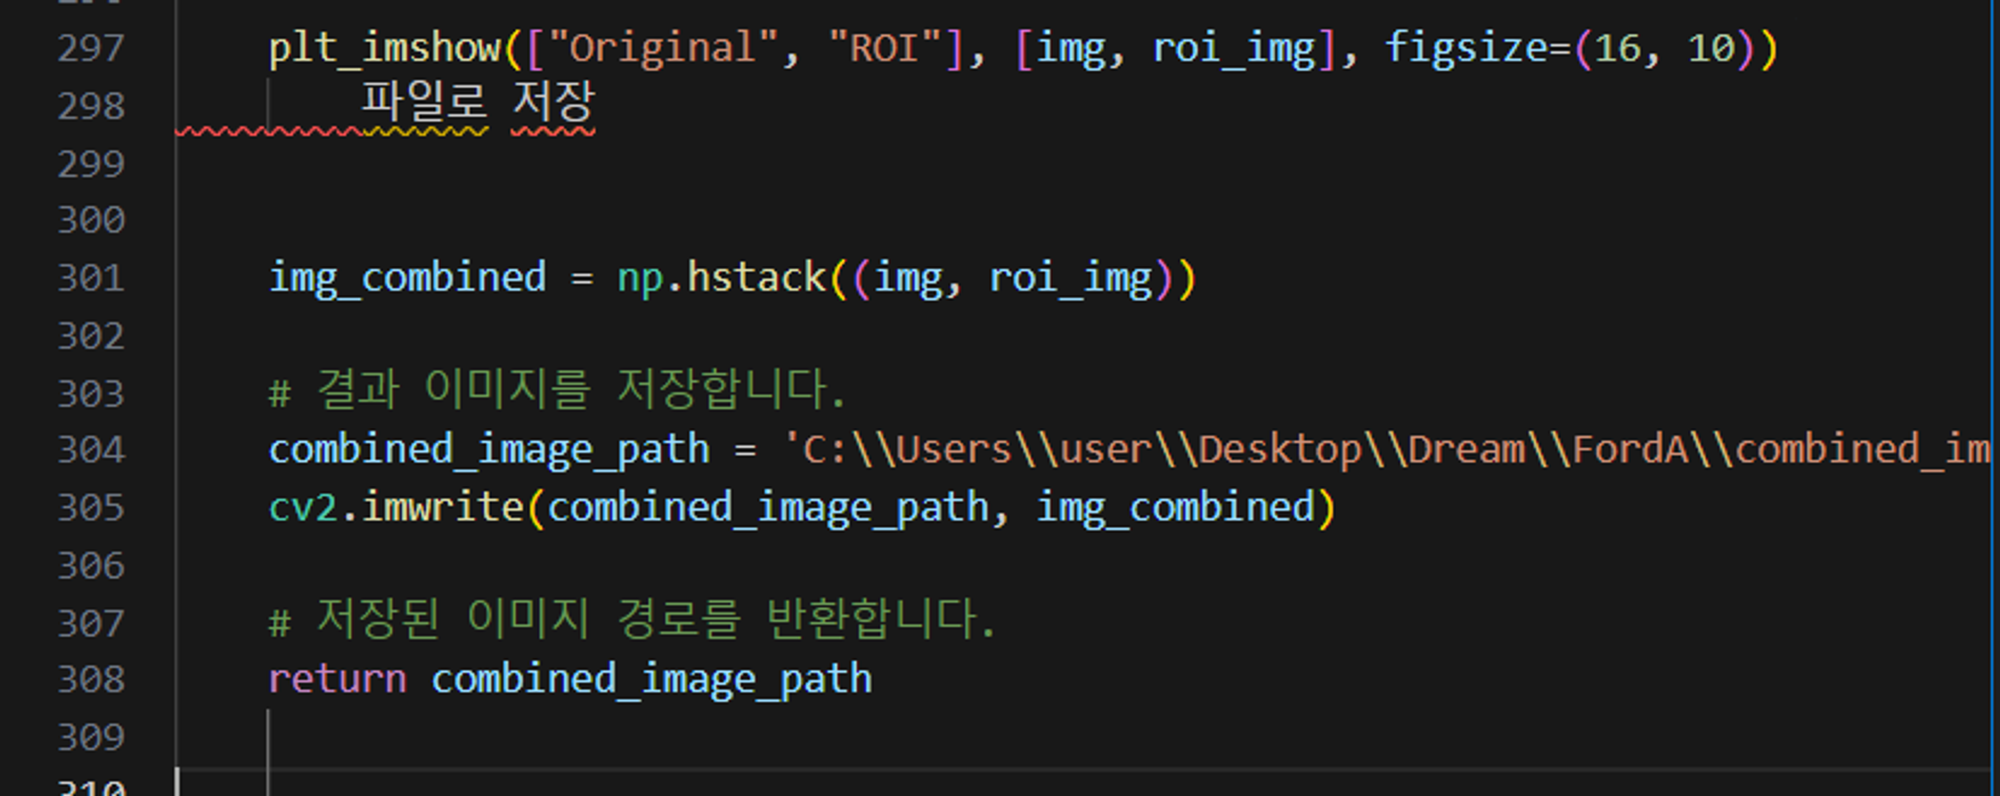 297 plt_imshow(["Original", "ROI"], [img, roi_img], figsize=(16, 10))
298 파일로 저장
299
300
301 img_combined = np.hstack((img, roi_img))
302
303 # 결과 이미지를 저장합니다.
304 combined_image_path = 'C:\\Users\\user\\Desktop\\Dream\\FordA\\combined_im
305 cv2.imwrite(combined_image_path, img_combined)
306
307 # 저장된 이미지 경로를 반환합니다.
308 return combined_image_path
309
310